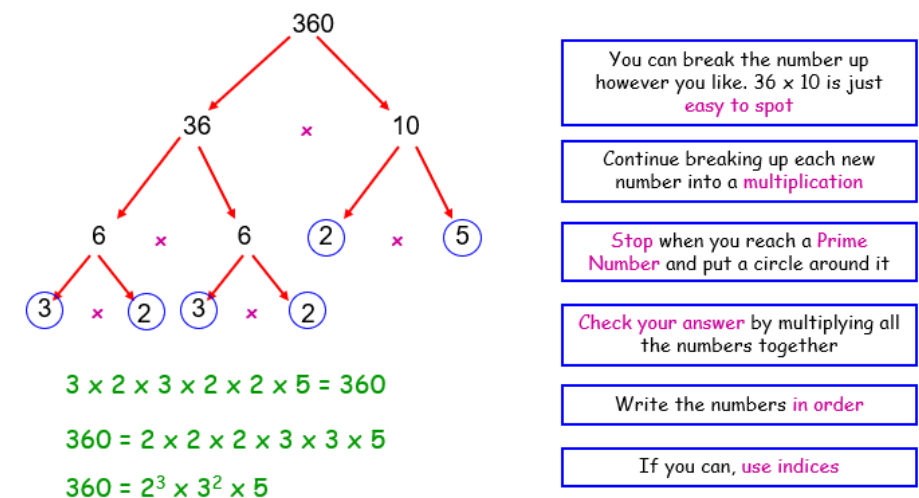 360
36 × 10
6 × 6 2 × 5
3 × 2 3 × 2
3 x 2 x 3 x 2 x 2 x 5 = 360
360 = 2 x 2 x 2 x 3 x 3 x 5
360 = 2³ x 3² x 5
You can break the number up
however you like. 36 x 10 is just
easy to spot
Continue breaking up each new
number into a multiplication
Stop when you reach a Prime
Number and put a circle around it
Check your answer by multiplying all
the numbers together
Write the numbers in order
If you can, use indices